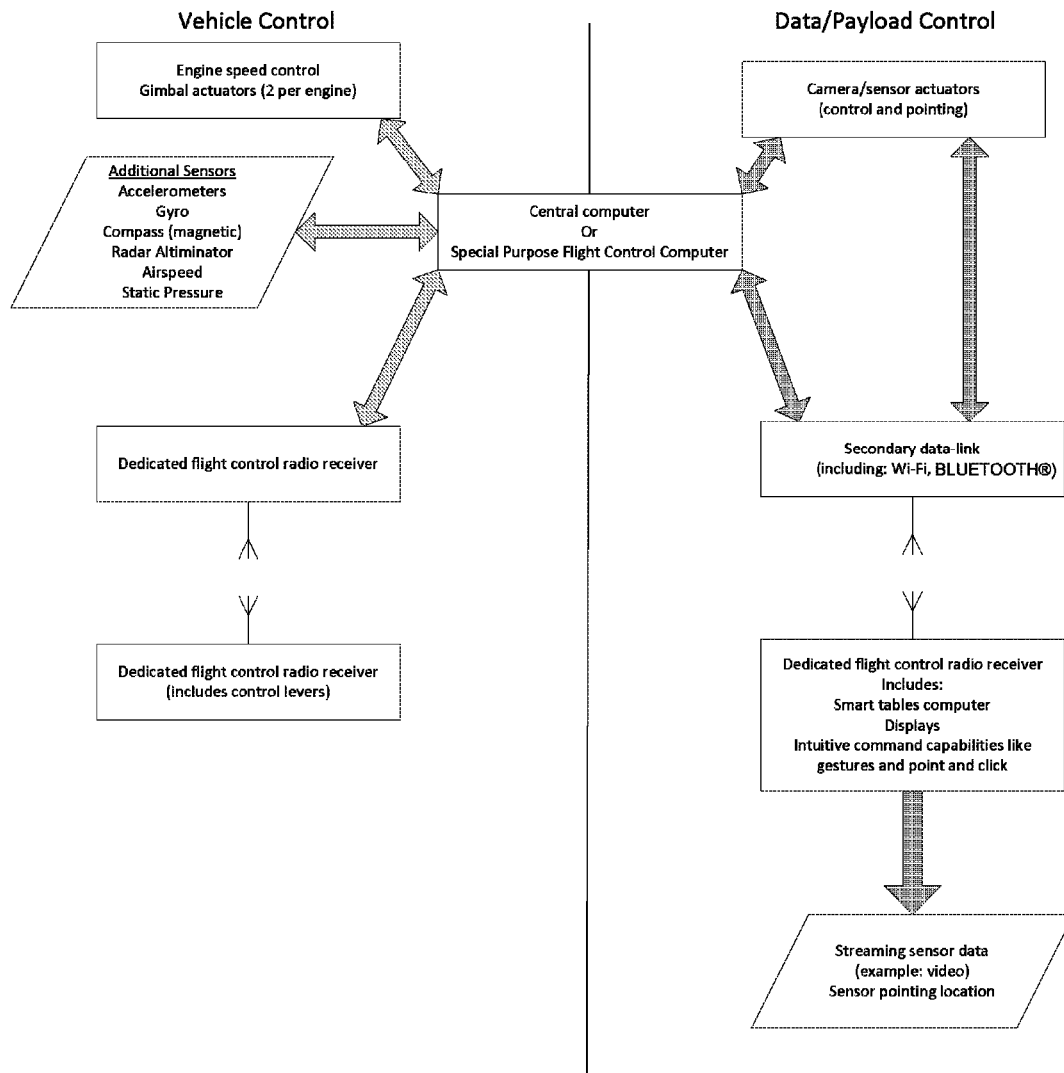 Vehicle Control
Data/Payload Control
Engine speed control
Gimbal actuators (2 per engine)
Camera/sensor actuators
(control and pointing)
Additional Sensors
Accelerometers
Gyro
Compass (magnetic)
Radar Altiminator
Airspeed
Static Pressure
Central computer
Or
Special Purpose Flight Control Computer
Dedicated flight control radio receiver
Secondary data-link
(including: Wi-Fi, BLUETOOTH®)
Dedicated flight control radio receiver
(includes control levers)
Dedicated flight control radio receiver
Includes:
Smart tables computer
Displays
Intuitive command capabilities like
gestures and point and click
Streaming sensor data
(example: video)
Sensor pointing location